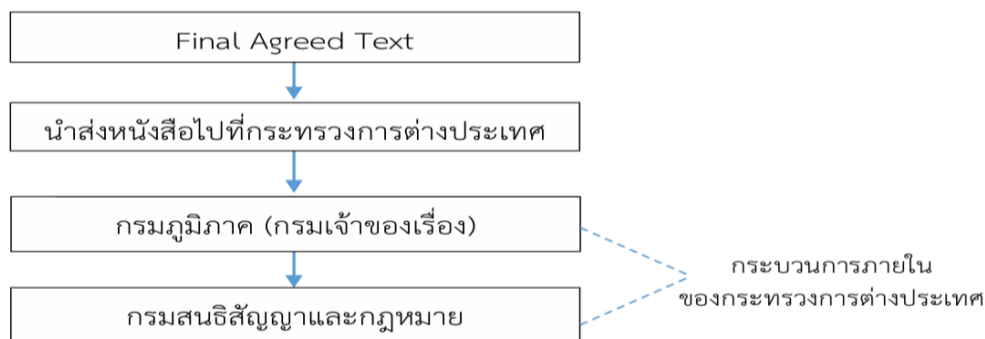 Final Agreed Text
นำส่งหนังสือไปที่กระทรวงการต่างประเทศ
กรมภูมิภาค (กรมเจ้าของเรื่อง)
กระบวนการภายใน
ของกระทรวงการต่างประเทศ
กรมสนธิสัญญาและกฎหมาย